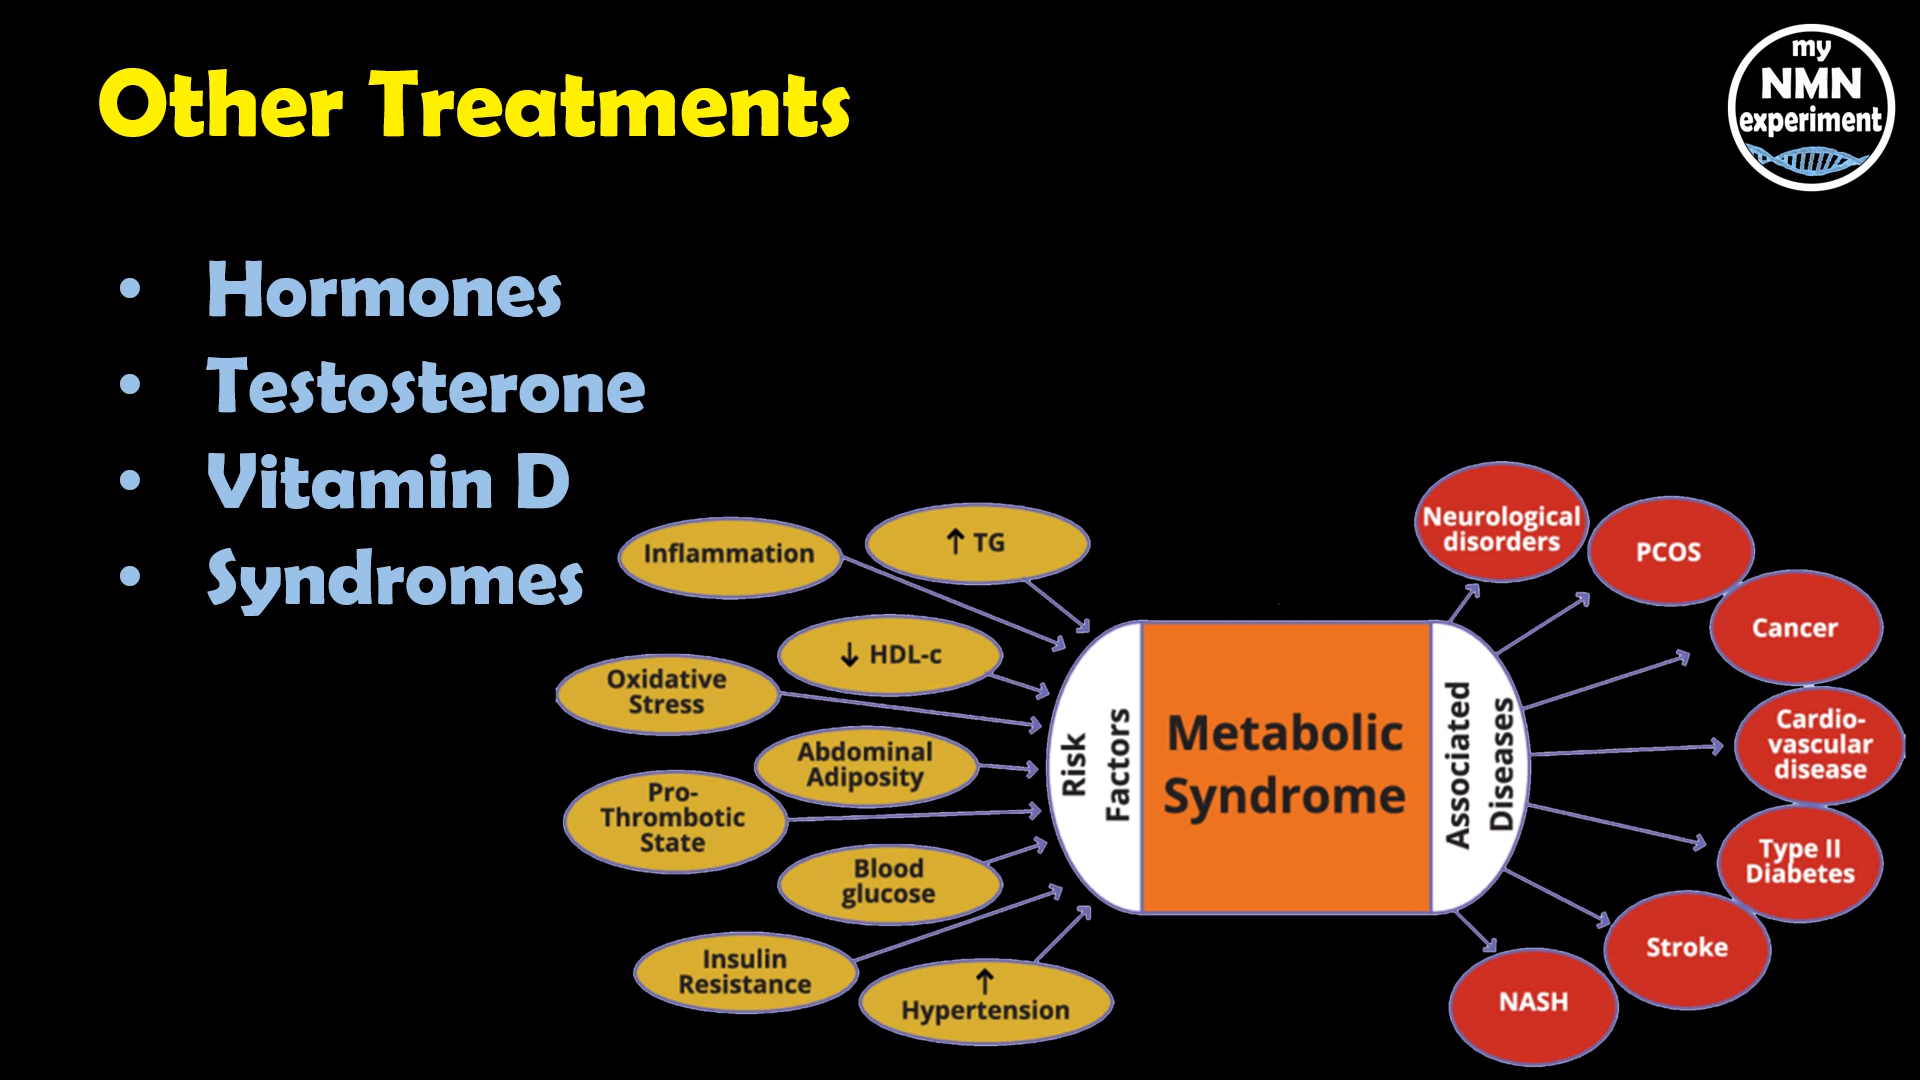 Other Treatments
my
NMN
experiment
• Hormones
• Testosterone
• Vitamin D
• Syndromes
Inflammation
↑ TG
↓ HDL-c
Oxidative
Stress
Abdominal
Adiposity
Pro-
Thrombotic
State
Blood
glucose
Insulin
Resistance
↑
Hypertension
Risk
Factors
Metabolic
Syndrome
Associated
Diseases
Neurological
disorders
PCOS
Cancer
Cardio-
vascular
disease
Type II
Diabetes
Stroke
NASH